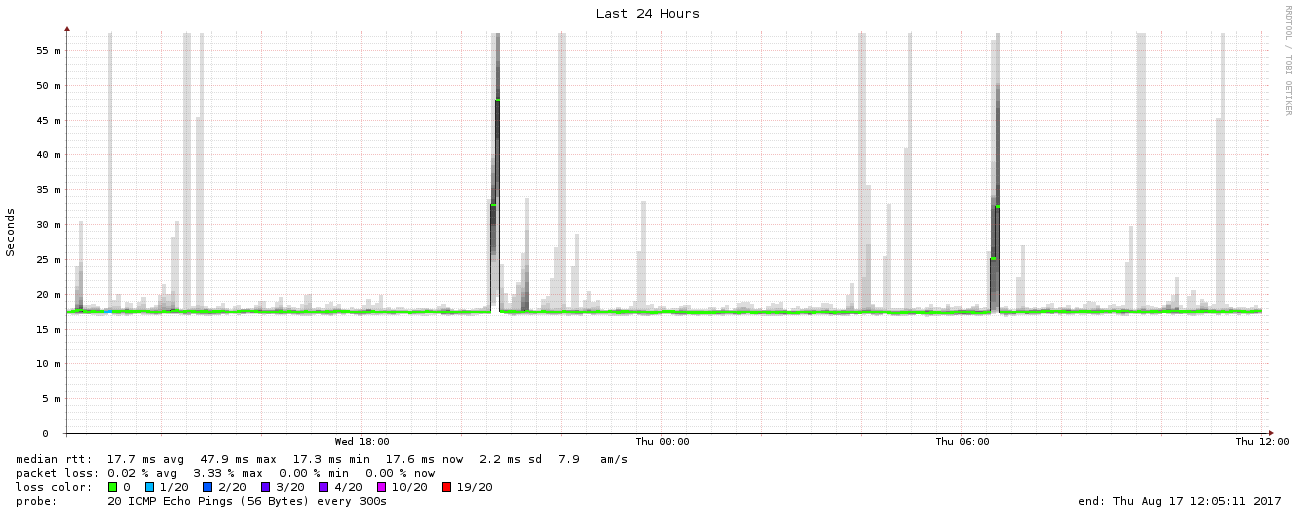 Last 24 Hours
RRDTOOL / TOBI OETIKER
Seconds
55 m
50 m
45 m
40 m
35 m
30 m
25 m
20 m
15 m
10 m
5 m
0
Wed 18:00 Thu 00:00 Thu 06:00 Thu 12:00
median rtt: 17.7 ms avg 47.9 ms max 17.3 ms min 17.6 ms now 2.2 ms sd 7.9 am/s
packet loss: 0.02 % avg 3.33 % max 0.00 % min 0.00 % now
loss color: 0 1/20 2/20 3/20 4/20 10/20 19/20
probe: 20 ICMP Echo Pings (56 Bytes) every 300s end: Thu Aug 17 12:05:11 2017